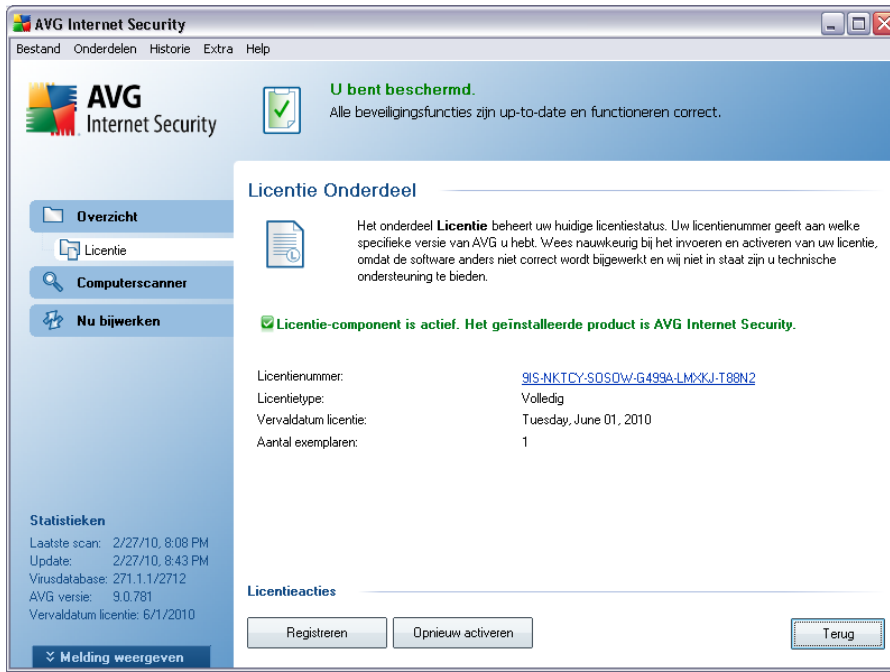 AVG Internet Security
Bestand Onderdelen Historie Extra Help
AVG
Internet Security
U bent beschermd.
Alle beveiligingsfuncties zijn up-to-date en functioneren correct.
Overzicht
Licentie
Computerscanner
Nu bijwerken
Licentie Onderdeel
Het onderdeel Licentie beheert uw huidige licentiestatus. Uw licentienummer geeft aan welke
specifieke versie van AVG u hebt. Wees nauwkeurig bij het invoeren en activeren van uw licentie,
omdat de software anders niet correct wordt bijgewerkt en wij niet in staat zijn u technische
ondersteuning te bieden.
Licentie-component is actief. Het geïnstalleerde product is AVG Internet Security.
Licentienummer: 9IS-NKTCY-SOSOW-G499A-LMXKJ-T88N2
Licentietype: Volledig
Vervaldatum licentie: Tuesday, June 01, 2010
Aantal exemplaren: 1
Statistieken
Laatste scan: 2/27/10, 8:08 PM
Update: 2/27/10, 8:43 PM
Virusdatabase: 271.1.1/2712
AVG versie: 9.0.781
Vervaldatum licentie: 6/1/2010
Melding weergeven
Licentieacties
Registreren
Opnieuw activeren
Terug